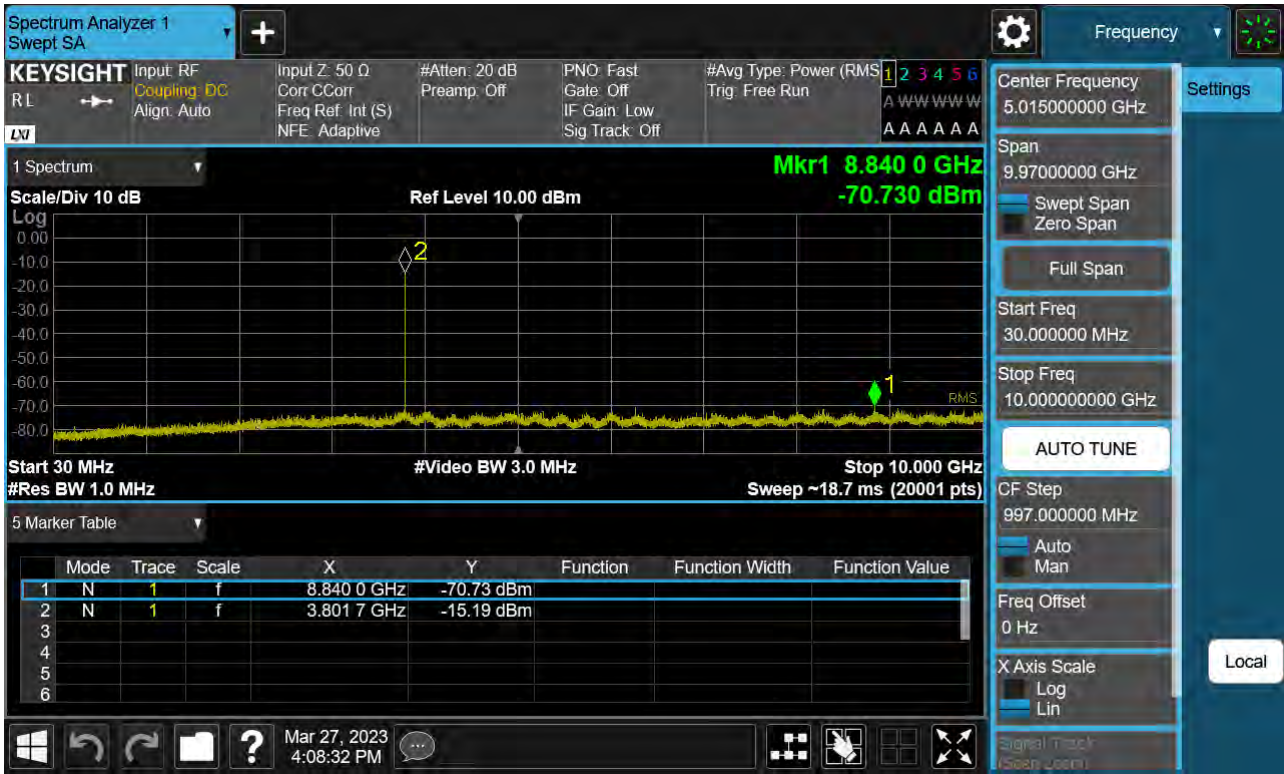 Spectrum Analyzer 1
Swept SA
+
Frequency
KEYSIGHT
RL
LXI
Input: RF
Coupling: DC
Align: Auto
Input Z: 50 Ω
Corr CCorr
Freq Ref: Int (S)
NFE: Adaptive
#Atten: 20 dB
Preamp: Off
PNO: Fast
Gate: Off
IF Gain: Low
Sig Track: Off
#Avg Type: Power (RMS
Trig: Free Run
1 2 3 4 5 6
A W W W W W
A A A A A A
1 Spectrum
Mkr1 8.840 0 GHz
-70.730 dBm
Scale/Div 10 dB
Ref Level 10.00 dBm
Log
0.00
-10.0
-20.0
-30.0
-40.0
-50.0
-60.0
-70.0
-80.0
2
1
RMS
Start 30 MHz
#Video BW 3.0 MHz
Stop 10.000 GHz
#Res BW 1.0 MHz
Sweep ~18.7 ms (20001 pts)
5 Marker Table
Mode Trace Scale X Y Function Function Width Function Value
1 N 1 f 8.840 0 GHz -70.73 dBm
2 N 1 f 3.801 7 GHz -15.19 dBm
3
4
5
6
Mar 27, 2023
4:08:32 PM
Center Frequency
5.015000000 GHz
Settings
Span
9.97000000 GHz
Swept Span
Zero Span
Full Span
Start Freq
30.000000 MHz
Stop Freq
10.000000000 GHz
AUTO TUNE
CF Step
997.000000 MHz
Auto
Man
Freq Offset
0 Hz
X Axis Scale
Log
Lin
Local
Signal Track
(Span Zoom)